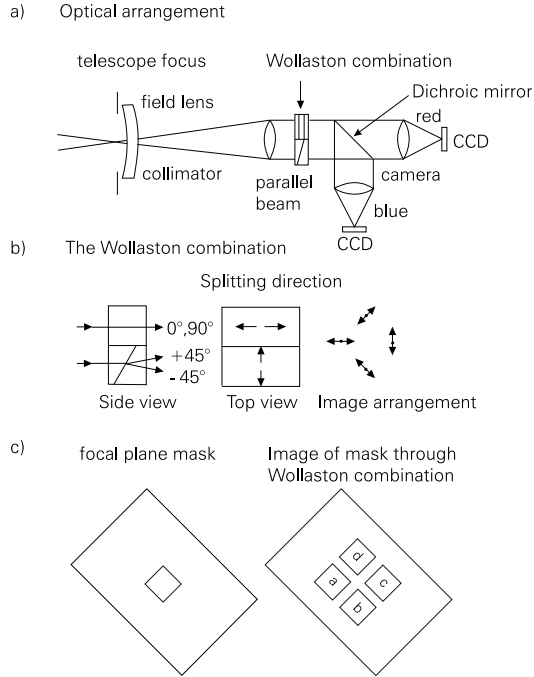 a) Optical arrangement
telescope focus
Wollaston combination
Dichroic mirror
field lens
red
CCD
collimator
parallel
beam
camera
blue
CCD
b) The Wollaston combination
Splitting direction
0°,90°
+45°
- 45°
Side view
Top view
Image arrangement
c)
focal plane mask
Image of mask through
Wollaston combination
d
a
c
b